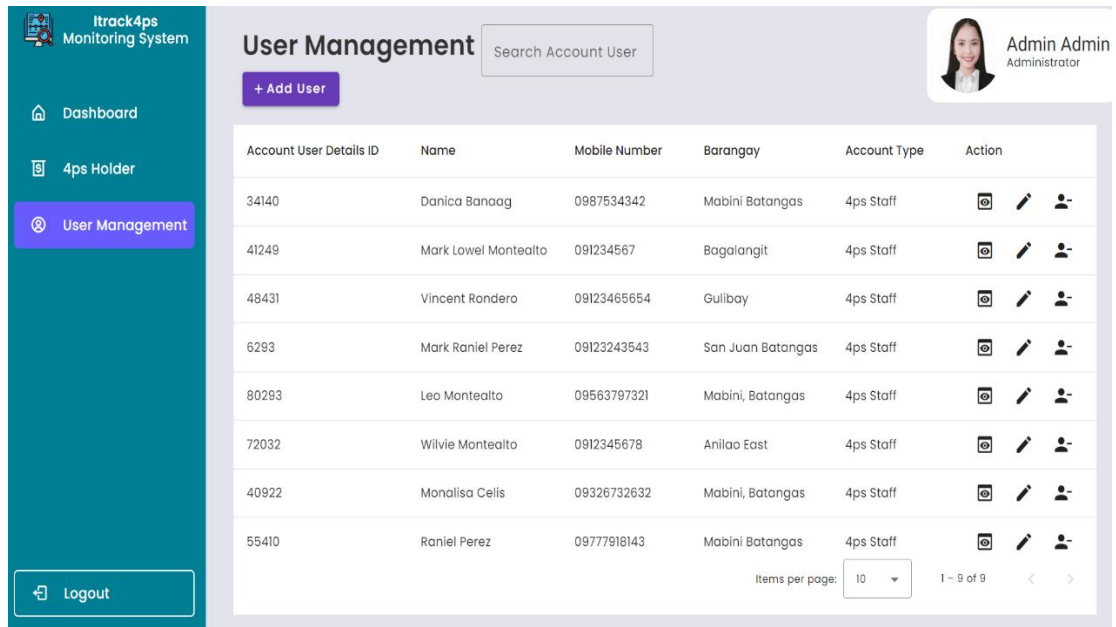 Itrack4ps
Monitoring System
Dashboard
4ps Holder
User Management
Logout
User Management
Search Account User
+ Add User
Admin Admin
Administrator
Account User Details ID Name Mobile Number Barangay Account Type Action
34140 Danica Banaag 0987534342 Mabini Batangas 4ps Staff
41249 Mark Lowel Montealto 091234567 Bagalangit 4ps Staff
48431 Vincent Rondero 09123465654 Gulibay 4ps Staff
6293 Mark Raniel Perez 09123243543 San Juan Batangas 4ps Staff
80293 Leo Montealto 09563797321 Mabini, Batangas 4ps Staff
72032 Wilvie Montealto 0912345678 Anilao East 4ps Staff
40922 Monalisa Celis 09326732632 Mabini, Batangas 4ps Staff
55410 Raniel Perez 09777918143 Mabini Batangas 4ps Staff
Items per page: 10 1 – 9 of 9